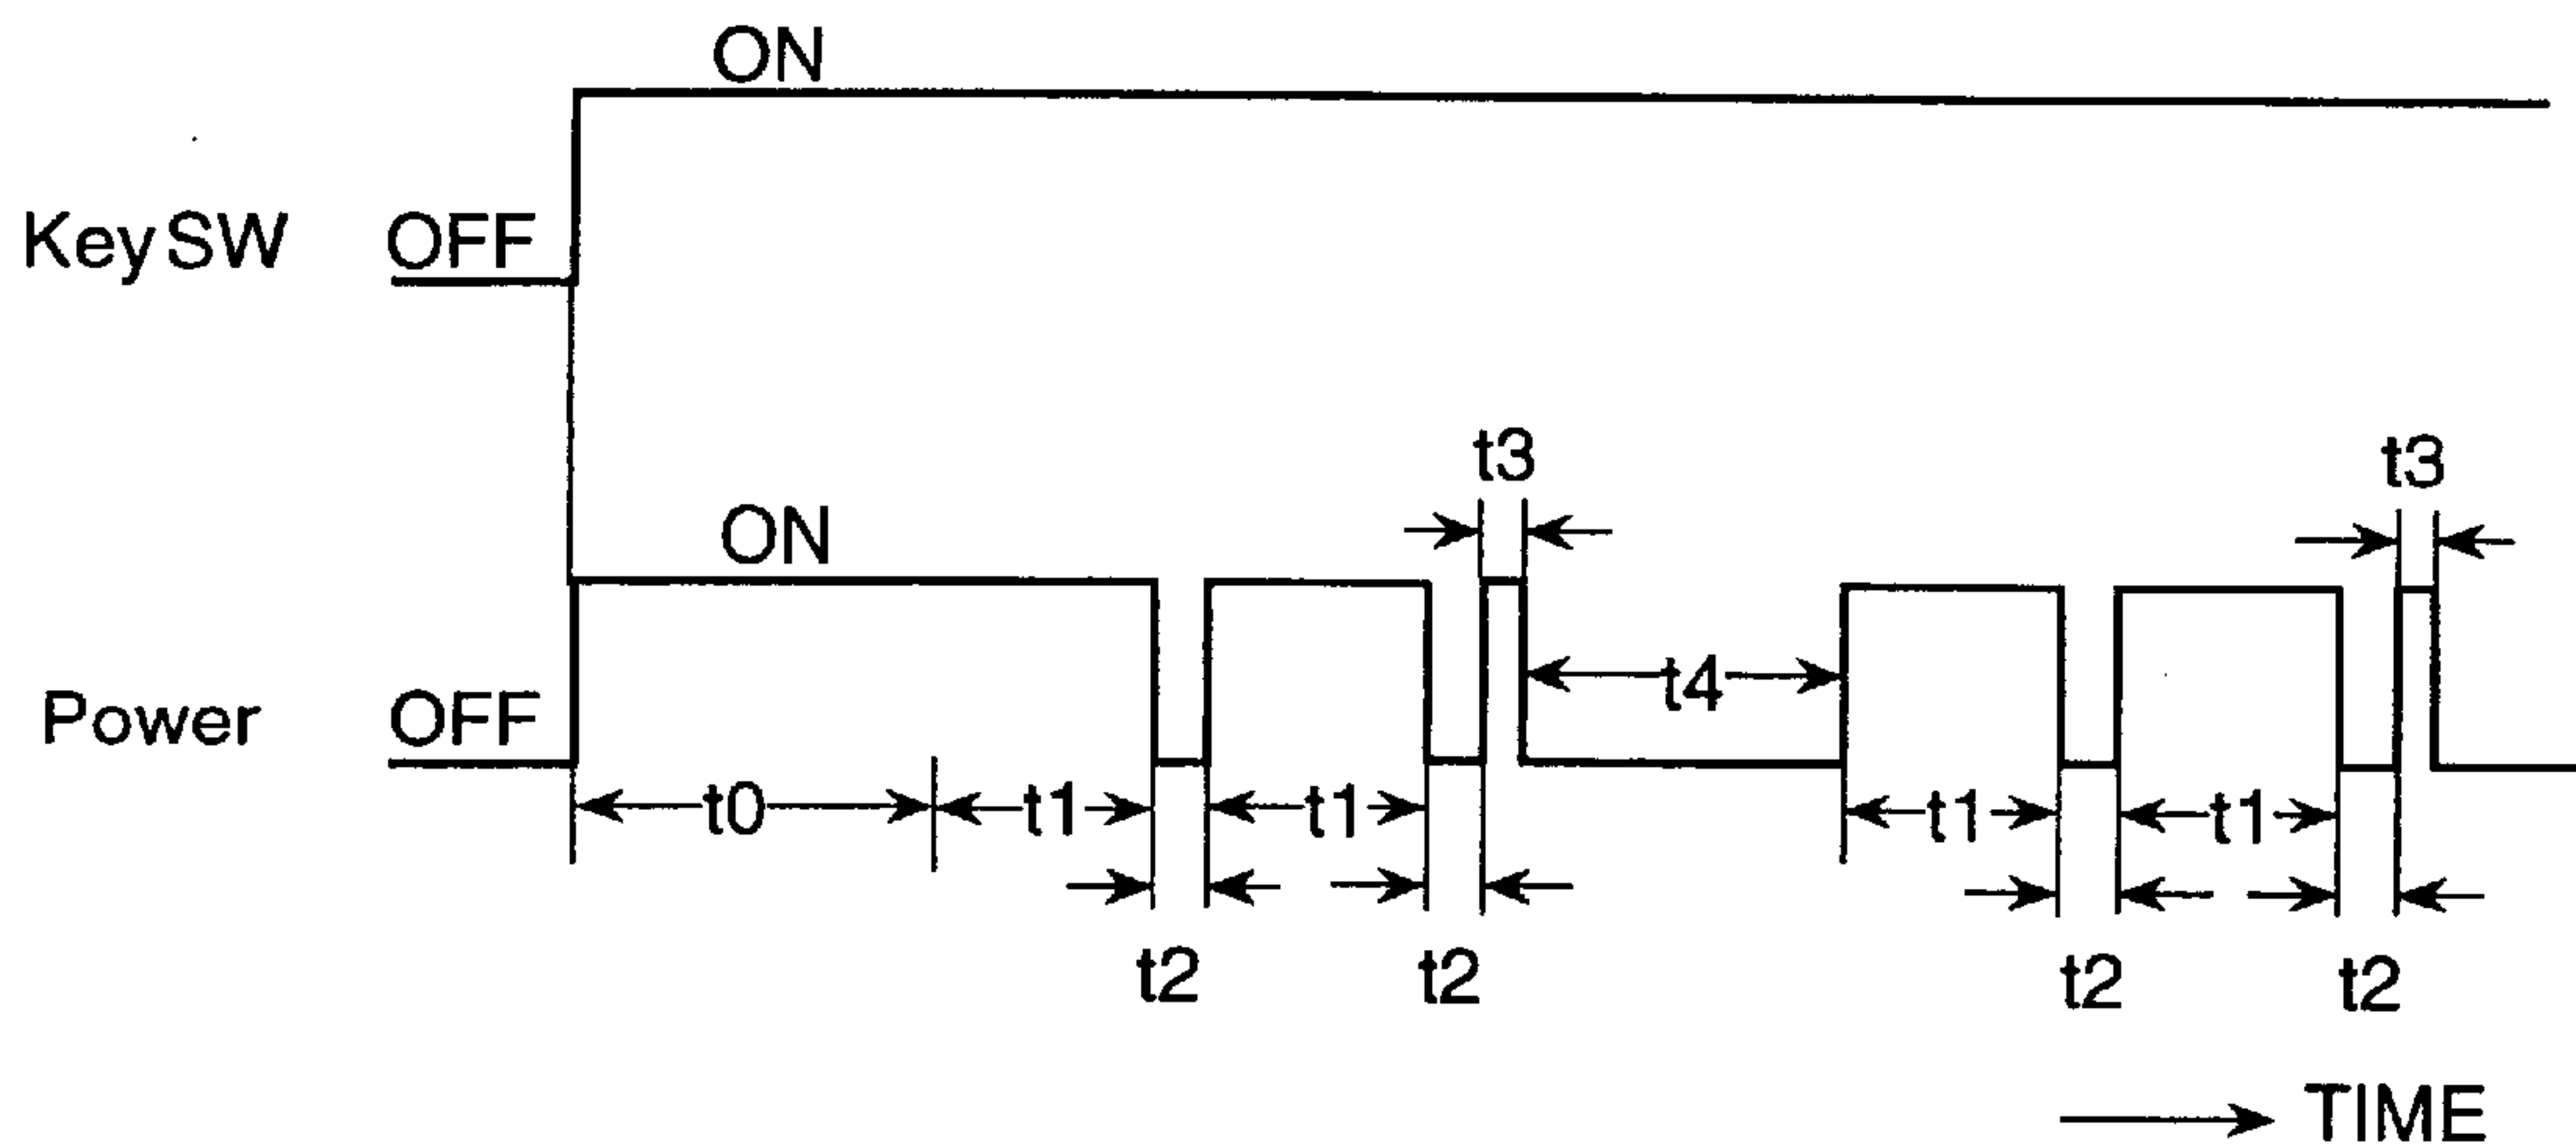 ON
Key SW OFF
t3
t3
ON
t4
Power OFF
t0 t1 t1 t1 t1
t2 t2 t2 t2
TIME